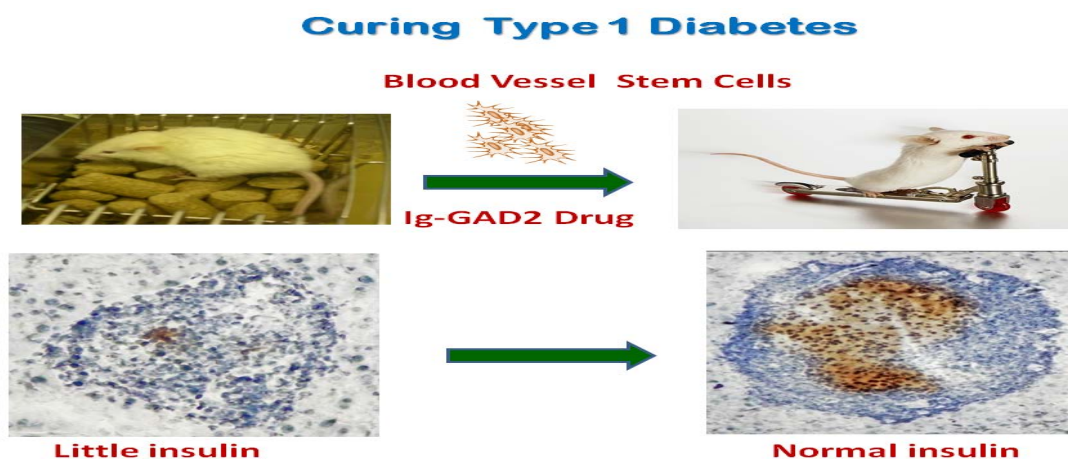 Curing Type 1 Diabetes
Blood Vessel Stem Cells
Ig-GAD2 Drug
Little insulin
Normal insulin